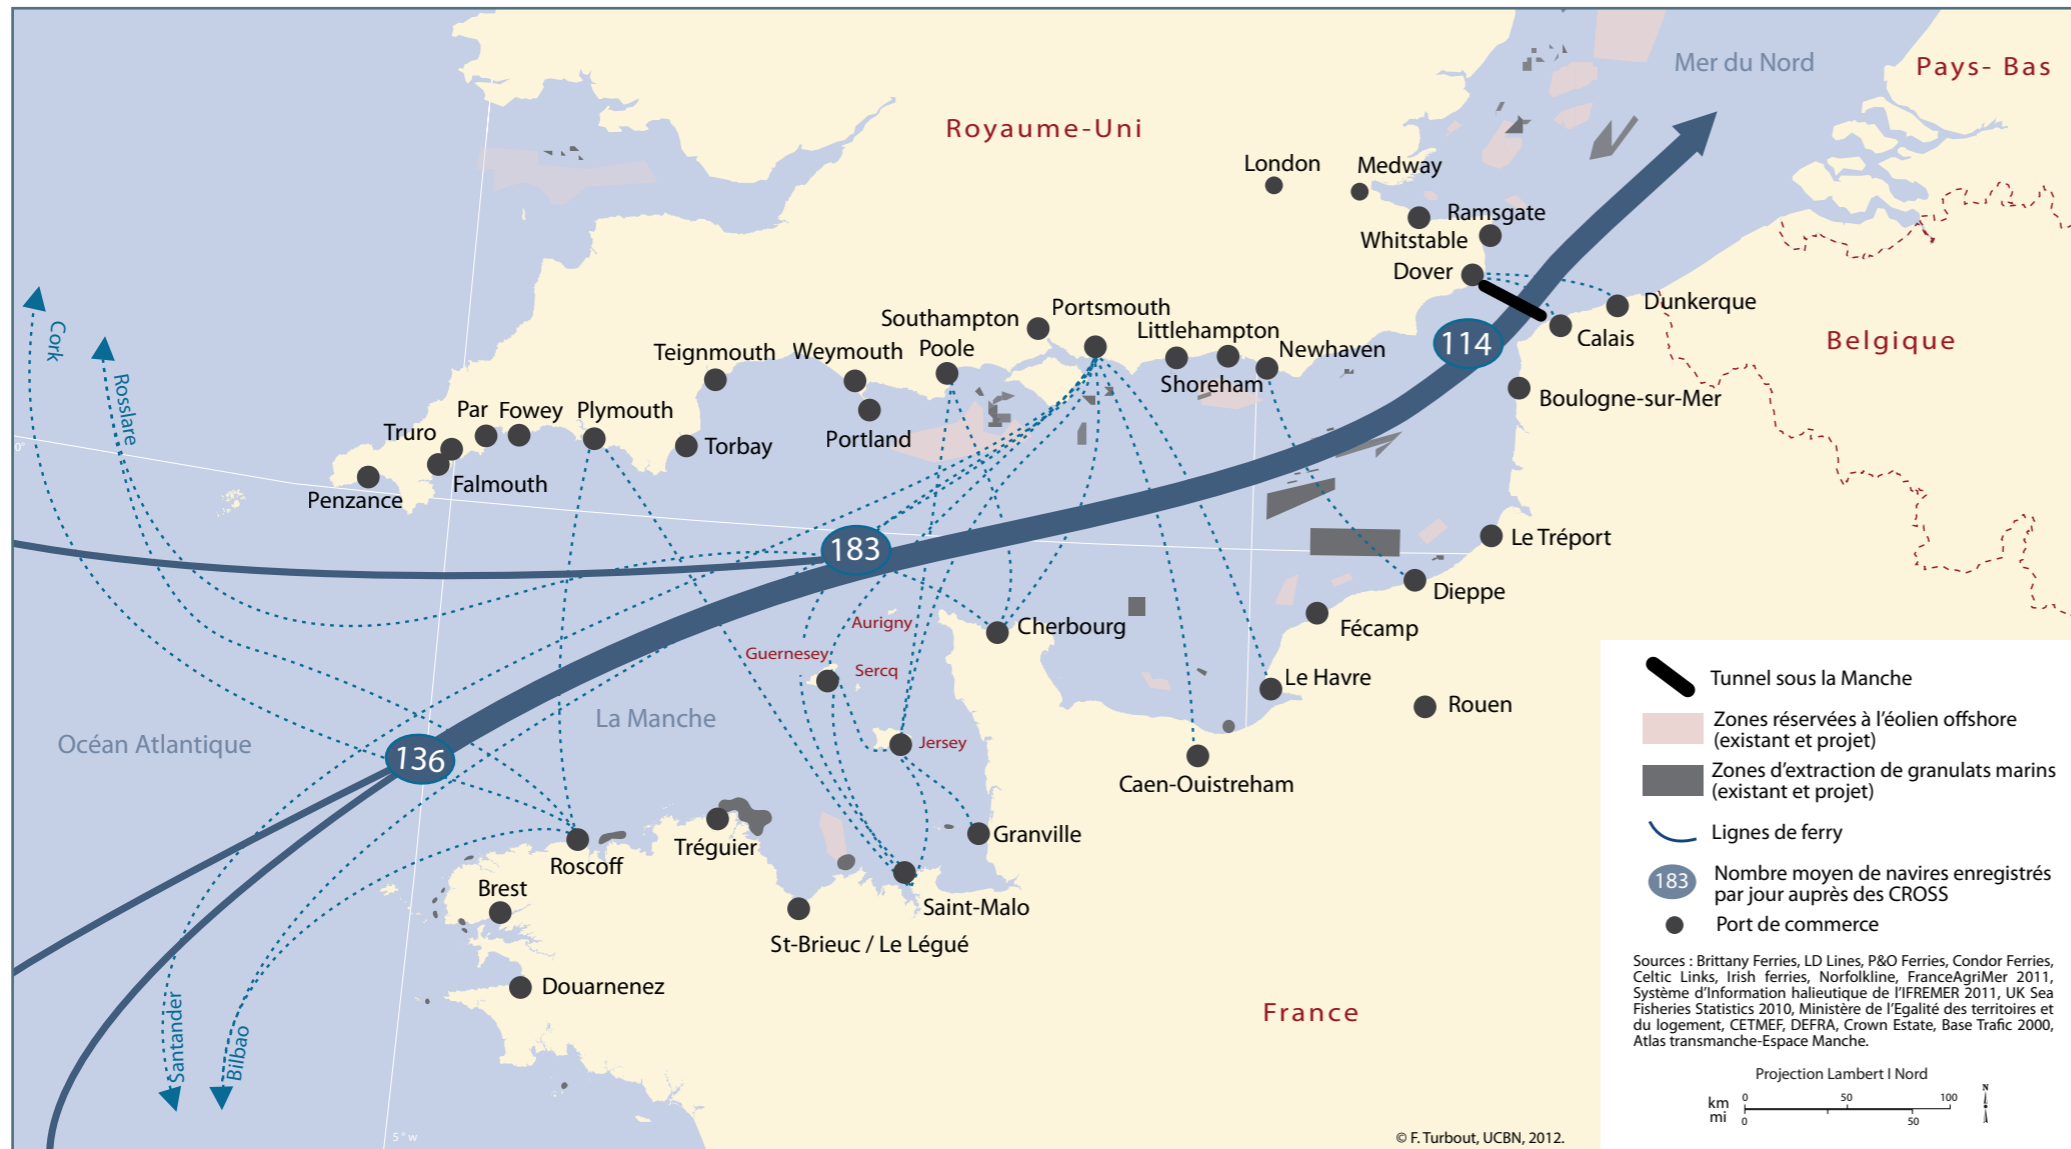 Mer du Nord
Pays- Bas
Royaume-Uni
London
Medway
Ramsgate
Whitstable
Dover
Dunkerque
Calais
Belgique
Boulogne-sur-Mer
Portsmouth
Southampton
Littlehampton
Newhaven
Shoreham
Poole
Weymouth
Teignmouth
Portland
Torbay
Plymouth
Fowey
Par
Truro
Falmouth
Penzance
Cork
Rosslare
0°
114
183
136
Le Tréport
Dieppe
Fécamp
Le Havre
Rouen
Cherbourg
Aurigny
Guernesey
Sercq
Jersey
La Manche
Océan Atlantique
Caen-Ouistreham
Granville
Tréguier
Roscoff
Brest
Saint-Malo
St-Brieuc / Le Légué
Douarnenez
Santander
Bilbao
France
5° w
© F. Turbout, UCBN, 2012.
Tunnel sous la Manche
Zones réservées à l'éolien offshore
(existant et projet)
Zones d'extraction de granulats marins
(existant et projet)
Lignes de ferry
183
Nombre moyen de navires enregistrés
par jour auprès des CROSS
Port de commerce
Sources : Brittany Ferries, LD Lines, P&O Ferries, Condor Ferries,
Celtic Links, Irish ferries, Norfolkline, FranceAgriMer 2011,
Système d'Information halieutique de l'IFREMER 2011, UK Sea
Fisheries Statistics 2010, Ministère de l'Egalité des territoires et
du logement, CETMEF, DEFRA, Crown Estate, Base Trafic 2000,
Atlas transmanche-Espace Manche.
Projection Lambert I Nord
km 0 50 100
mi 0 50
N